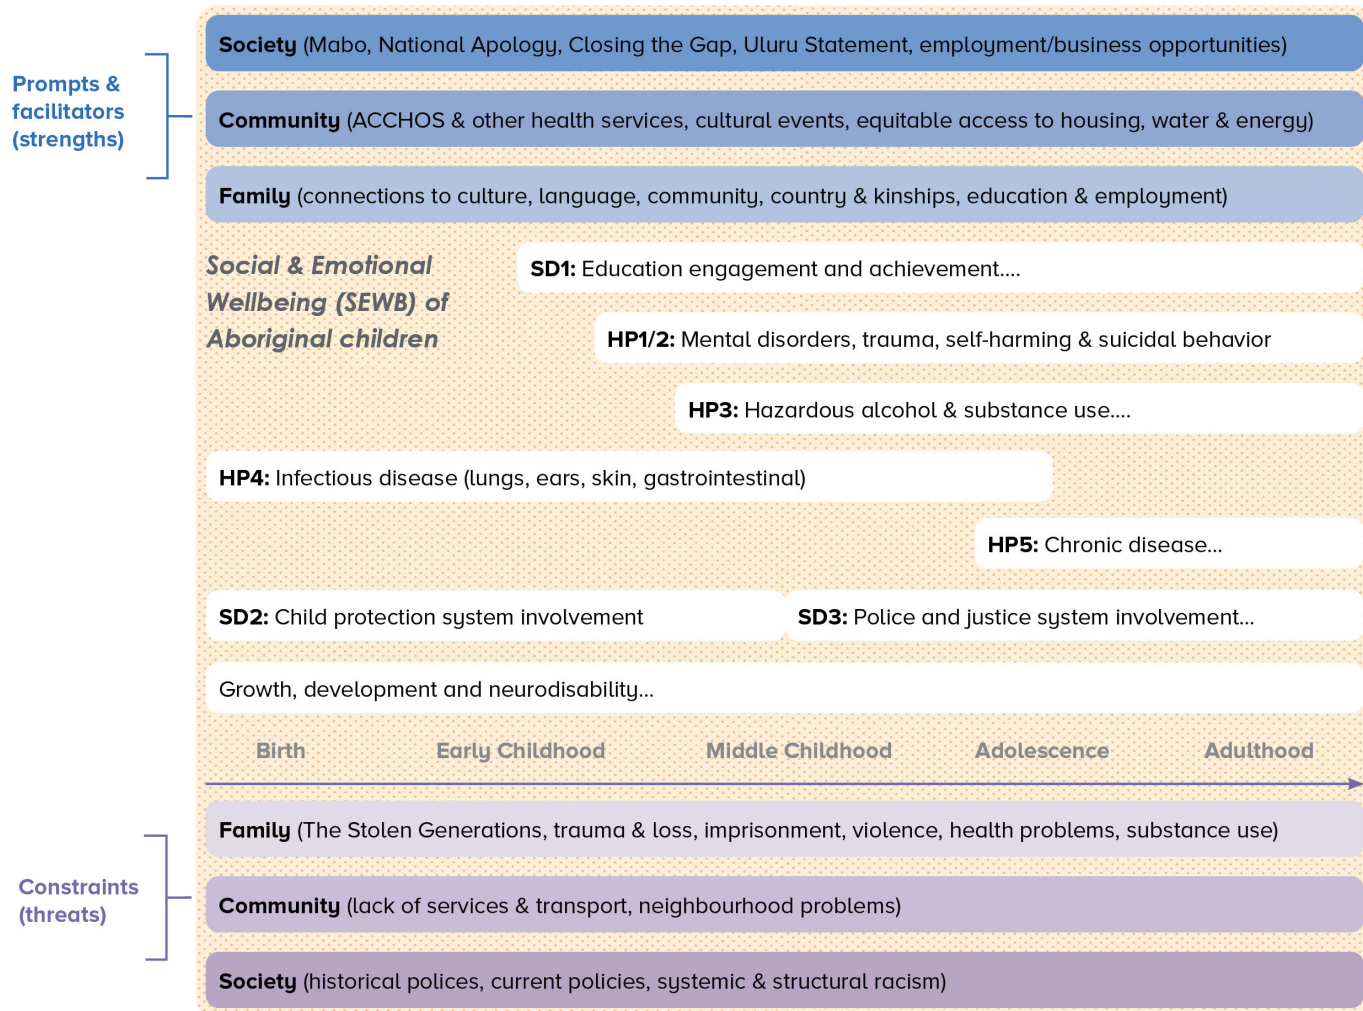 Prompts &
facilitators
(strengths)
Society (Mabo, National Apology, Closing the Gap, Uluru Statement, employment/business opportunities)
Community (ACCHOS & other health services, cultural events, equitable access to housing, water & energy)
Family (connections to culture, language, community, country & kinships, education & employment)
Social & Emotional
Wellbeing (SEWB) of
Aboriginal children
SD1: Education engagement and achievement....
HP1/2: Mental disorders, trauma, self-harming & suicidal behavior
HP3: Hazardous alcohol & substance use....
HP4: Infectious disease (lungs, ears, skin, gastrointestinal)
HP5: Chronic disease...
SD2: Child protection system involvement
SD3: Police and justice system involvement...
Growth, development and neurodisability...
Birth Early Childhood Middle Childhood Adolescence Adulthood
Constraints
(threats)
Family (The Stolen Generations, trauma & loss, imprisonment, violence, health problems, substance use)
Community (lack of services & transport, neighbourhood problems)
Society (historical polices, current policies, systemic & structural racism)